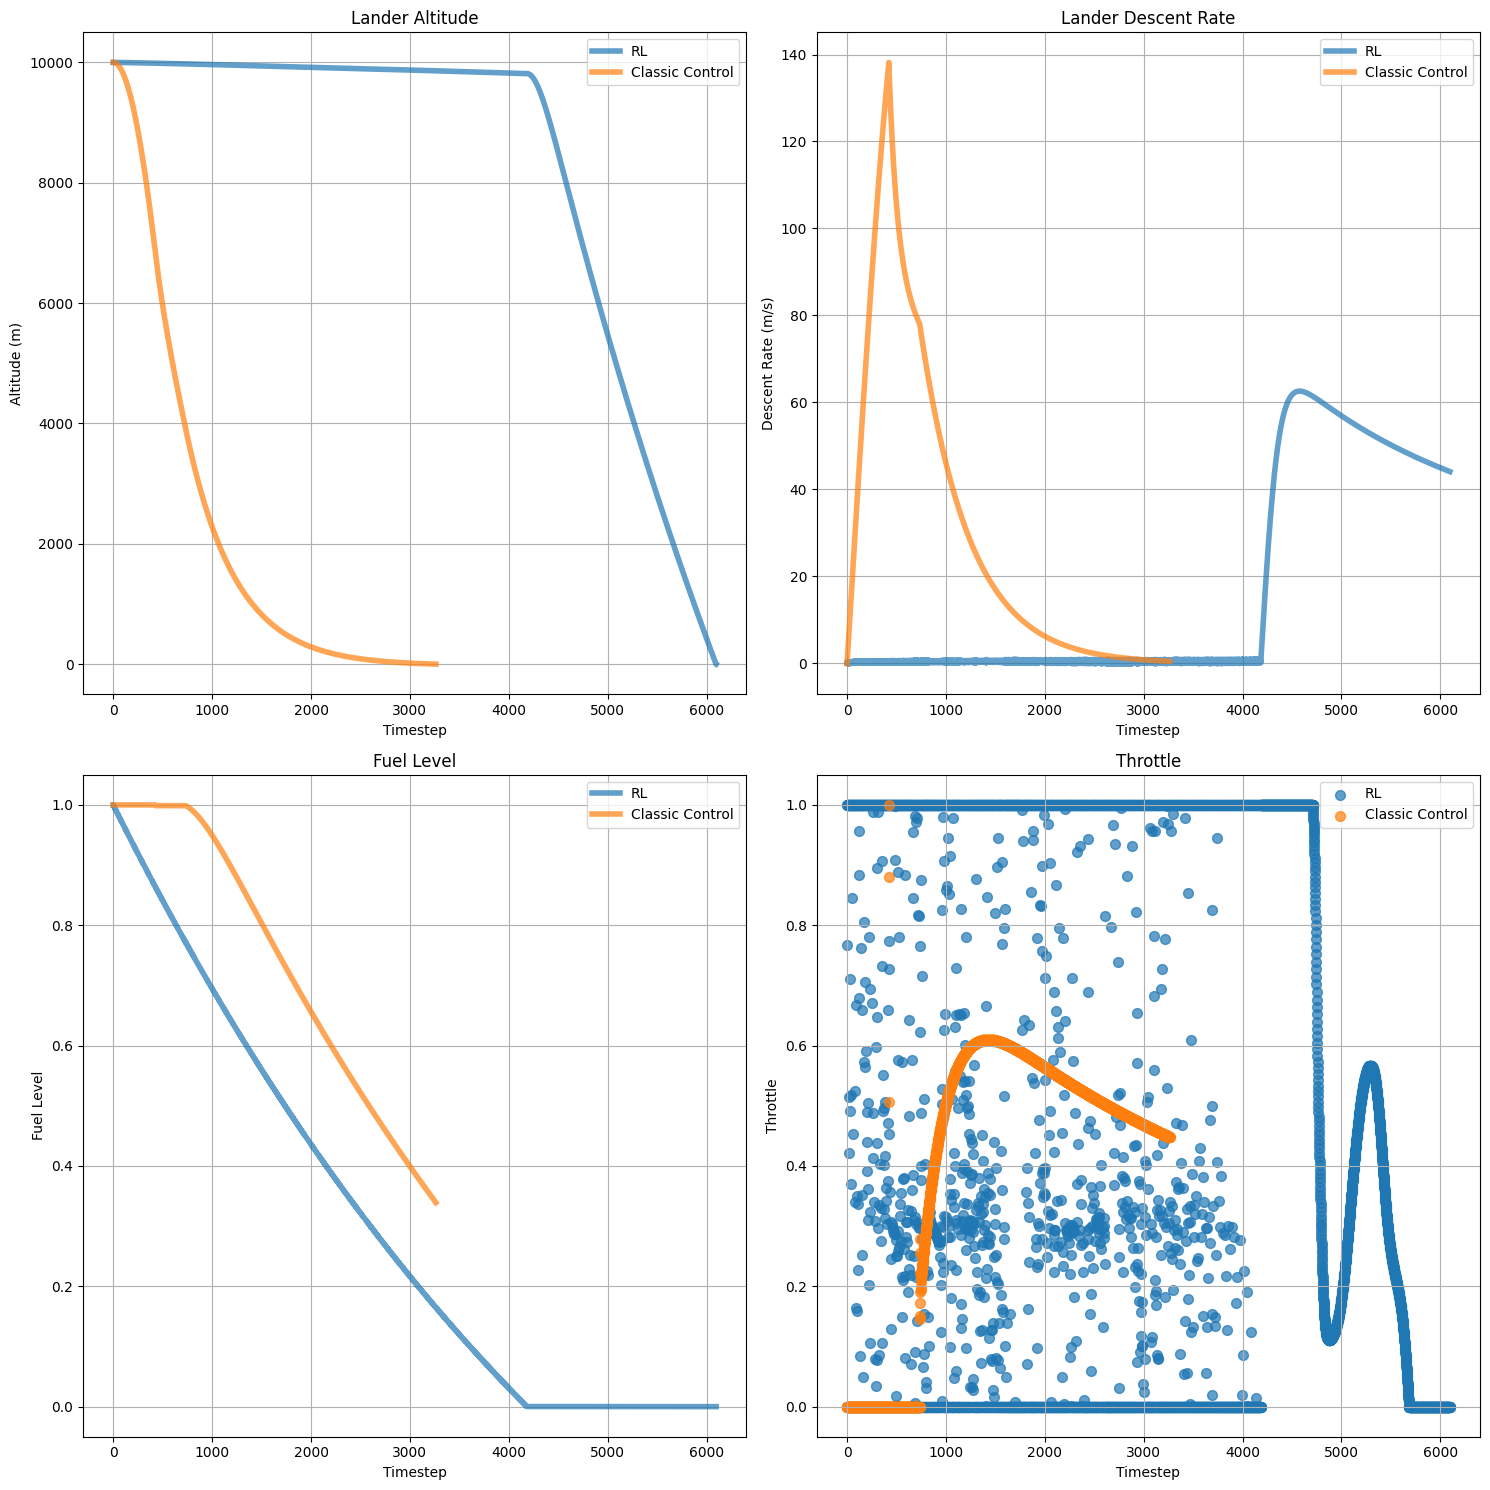 Lander Altitude
RL
Classic Control
10000
8000
6000
4000
2000
0
Altitude (m)
0 1000 2000 3000 4000 5000 6000
Timestep
Lander Descent Rate
RL
Classic Control
140
120
100
80
60
40
20
0
Descent Rate (m/s)
0 1000 2000 3000 4000 5000 6000
Timestep
Fuel Level
RL
Classic Control
1.0
0.8
0.6
0.4
0.2
0.0
Fuel Level
0 1000 2000 3000 4000 5000 6000
Timestep
Throttle
RL
Classic Control
1.0
0.8
0.6
0.4
0.2
0.0
Throttle
0 1000 2000 3000 4000 5000 6000
Timestep